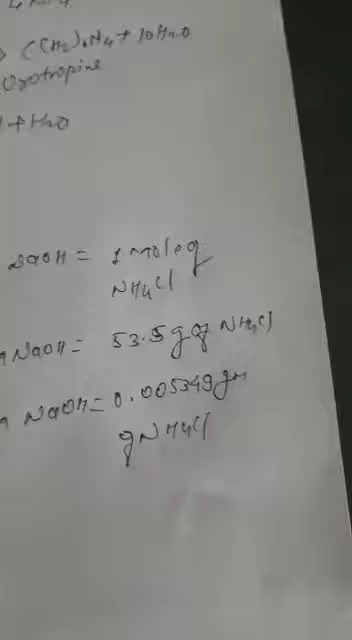 (CH2)6N4 + 10H2O
Urotropine
+ H2O
NaOH = 1 mole of
NH4Cl
NaOH = 53.5 g of NH4Cl
NaOH = 0.005349 gm
of NH4Cl